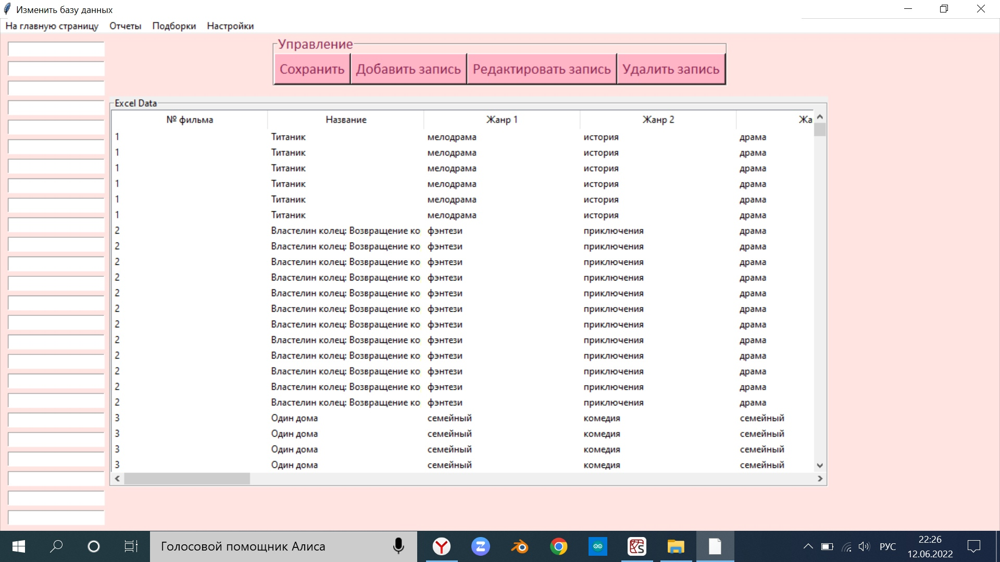 Изменить базу данных
На главную страницу Отчеты Подборки Настройки
Управление
Сохранить Добавить запись Редактировать запись Удалить запись
Excel Data
№ фильма Название Жанр 1 Жанр 2 Жа
1 Титаник мелодрама история драма
1 Титаник мелодрама история драма
1 Титаник мелодрама история драма
1 Титаник мелодрама история драма
1 Титаник мелодрама история драма
1 Титаник мелодрама история драма
2 Властелин колец: Возвращение ко фэнтези приключения драма
2 Властелин колец: Возвращение ко фэнтези приключения драма
2 Властелин колец: Возвращение ко фэнтези приключения драма
2 Властелин колец: Возвращение ко фэнтези приключения драма
2 Властелин колец: Возвращение ко фэнтези приключения драма
2 Властелин колец: Возвращение ко фэнтези приключения драма
2 Властелин колец: Возвращение ко фэнтези приключения драма
2 Властелин колец: Возвращение ко фэнтези приключения драма
2 Властелин колец: Возвращение ко фэнтези приключения драма
2 Властелин колец: Возвращение ко фэнтези приключения драма
2 Властелин колец: Возвращение ко фэнтези приключения драма
2 Властелин колец: Возвращение ко фэнтези приключения драма
3 Один дома семейный комедия семейный
3 Один дома семейный комедия семейный
3 Один дома семейный комедия семейный
3 Один дома семейный комедия семейный
Голосовой помощник Алиса
РУС
22:26
12.06.2022